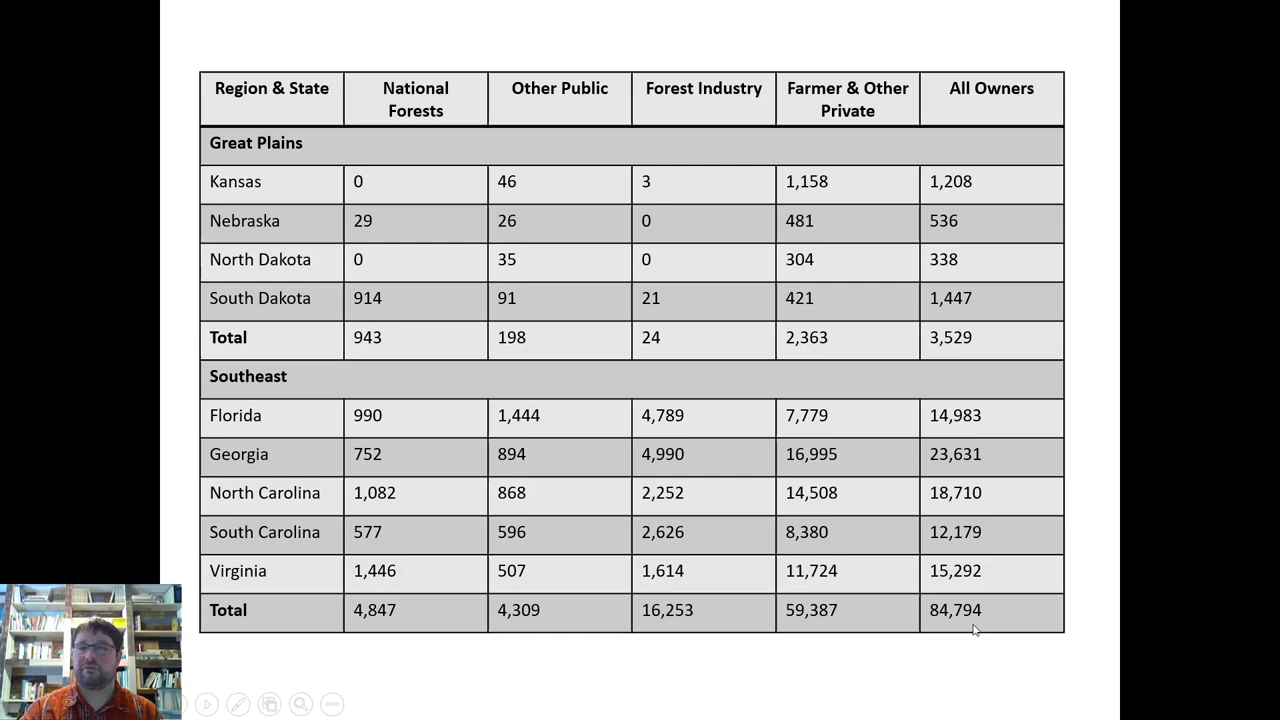 Region & State National Forests Other Public Forest Industry Farmer & Other Private All Owners
Great Plains
Kansas 0 46 3 1,158 1,208
Nebraska 29 26 0 481 536
North Dakota 0 35 0 304 338
South Dakota 914 91 21 421 1,447
Total 943 198 24 2,363 3,529
Southeast
Florida 990 1,444 4,789 7,779 14,983
Georgia 752 894 4,990 16,995 23,631
North Carolina 1,082 868 2,252 14,508 18,710
South Carolina 577 596 2,626 8,380 12,179
Virginia 1,446 507 1,614 11,724 15,292
Total 4,847 4,309 16,253 59,387 84,794